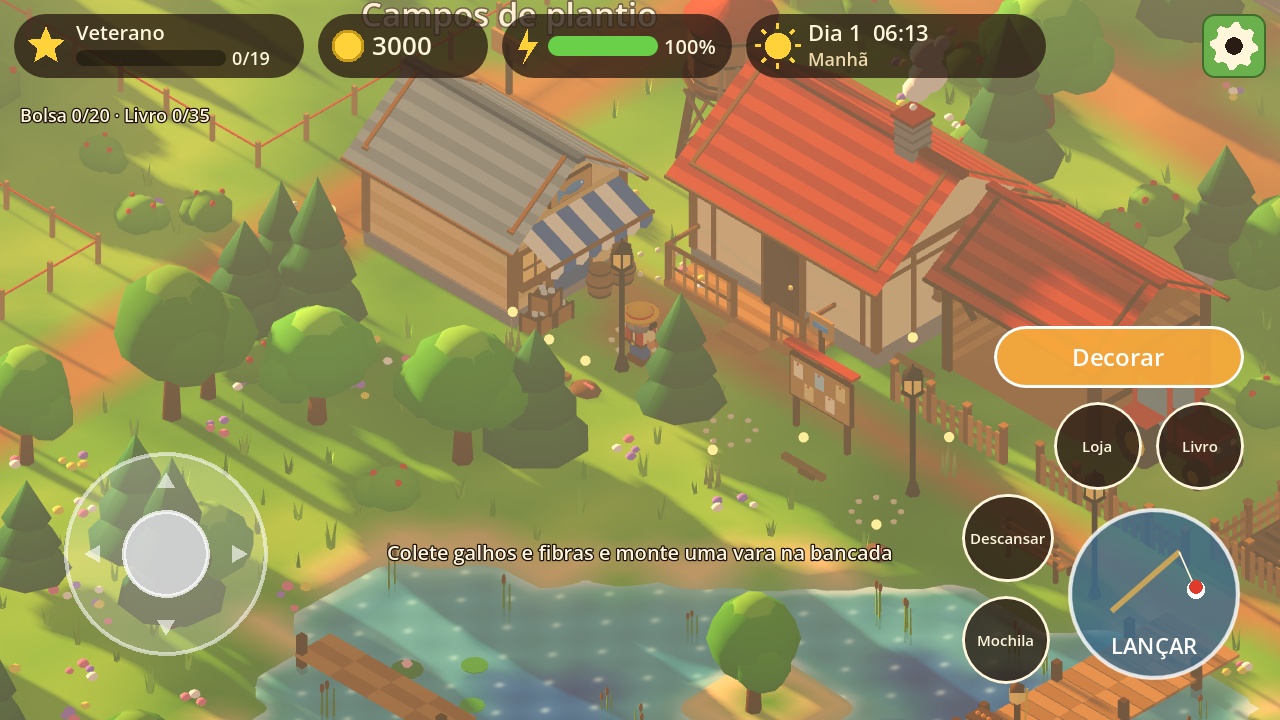 Campos de plantio
Veterano
0/19
3000
100%
Dia 1 06:13
Manhã
Bolsa 0/20 · Livro 0/35
Decorar
Loja
Livro
Descansar
Colete galhos e fibras e monte uma vara na bancada
Mochila
LANÇAR